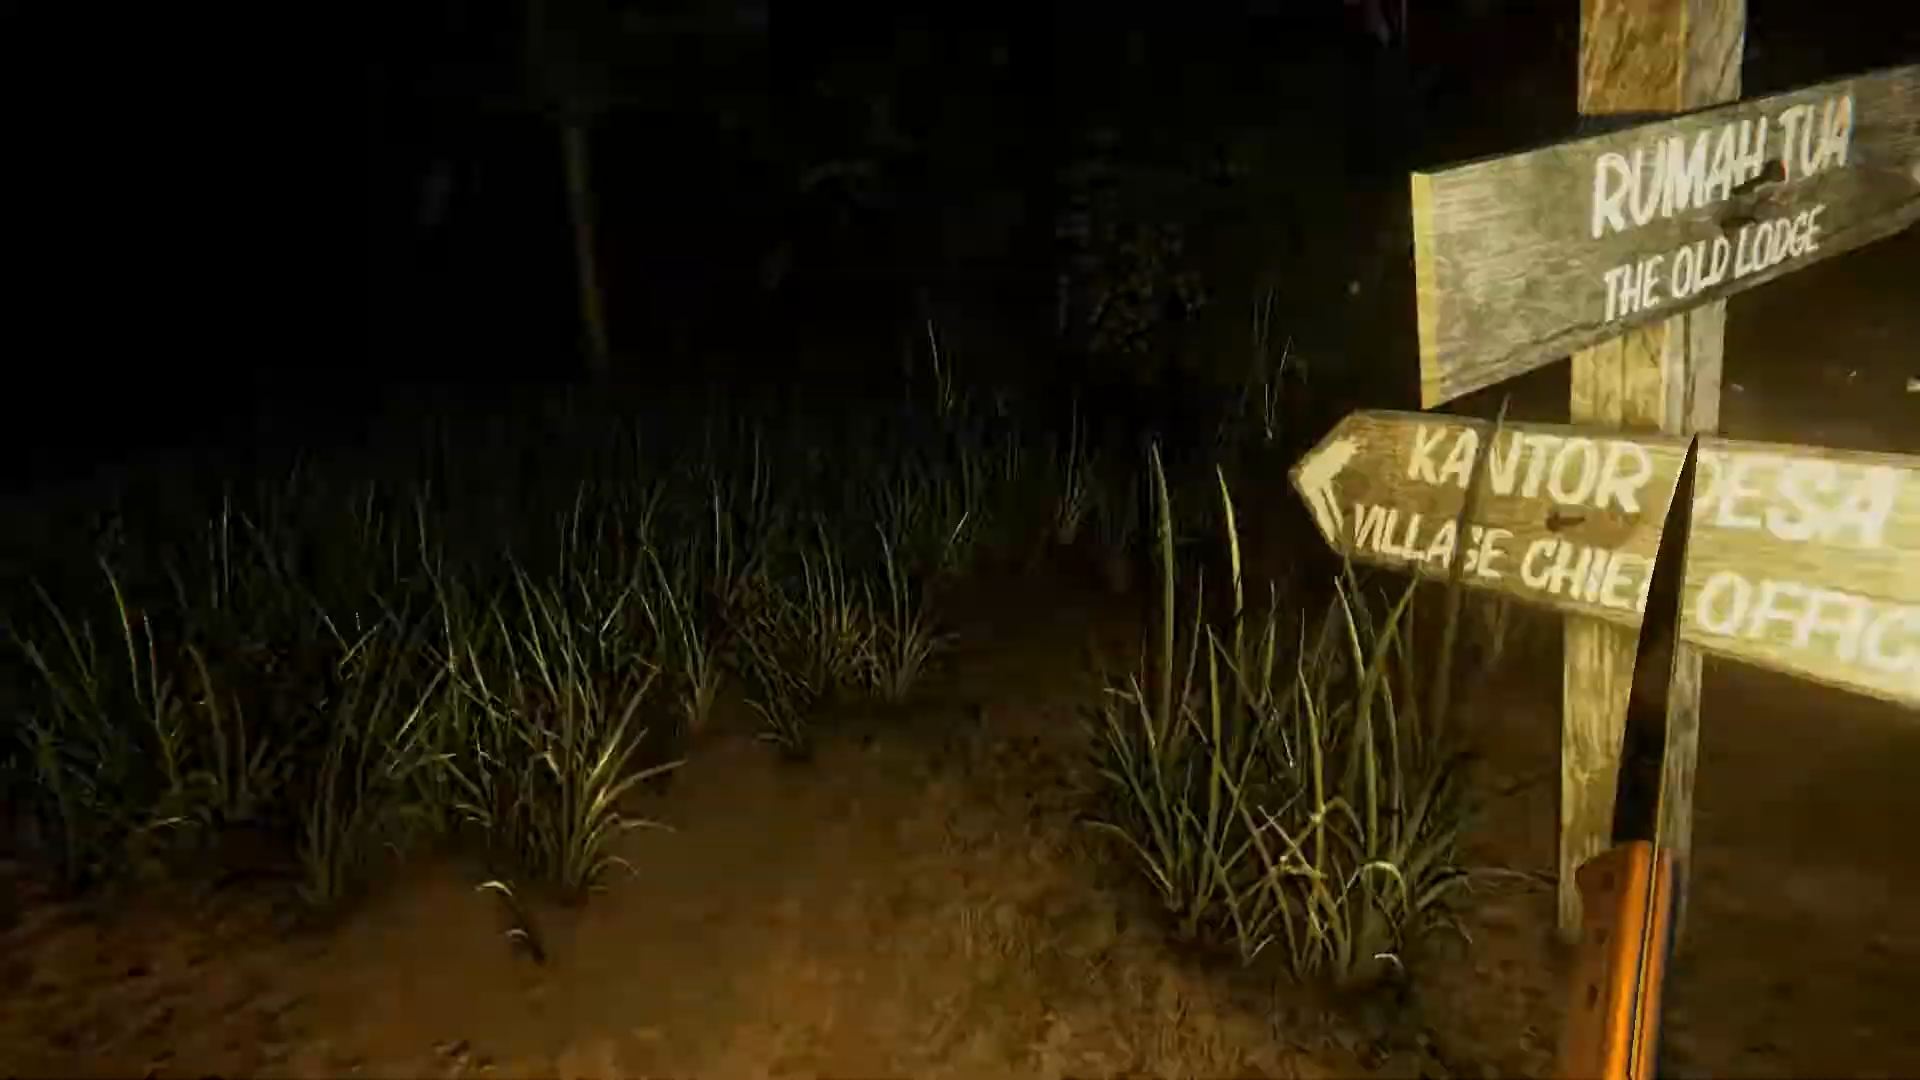 RUMAH TUA
THE OLD LODGE
KANTOR DESA
VILLAGE CHIEF OFFIC